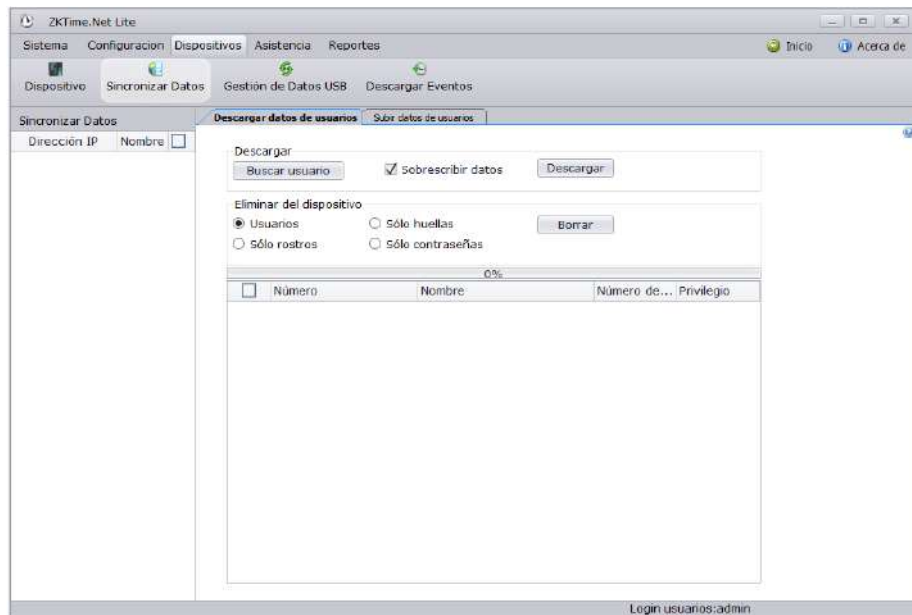 ZKTime.Net Lite
Sistema Configuracion Dispositivos Asistencia Reportes Inicio Acerca de
Dispositivo Sincronizar Datos Gestión de Datos USB Descargar Eventos
Sincronizar Datos
Dirección IP Nombre
Descargar datos de usuarios Subir datos de usuarios
Descargar
Buscar usuario Sobrescribir datos Descargar
Eliminar del dispositivo
Usuarios Sólo huellas Borrar
Sólo rostros Sólo contraseñas
0%
Número Nombre Número de... Privilegio
Login usuarios:admin